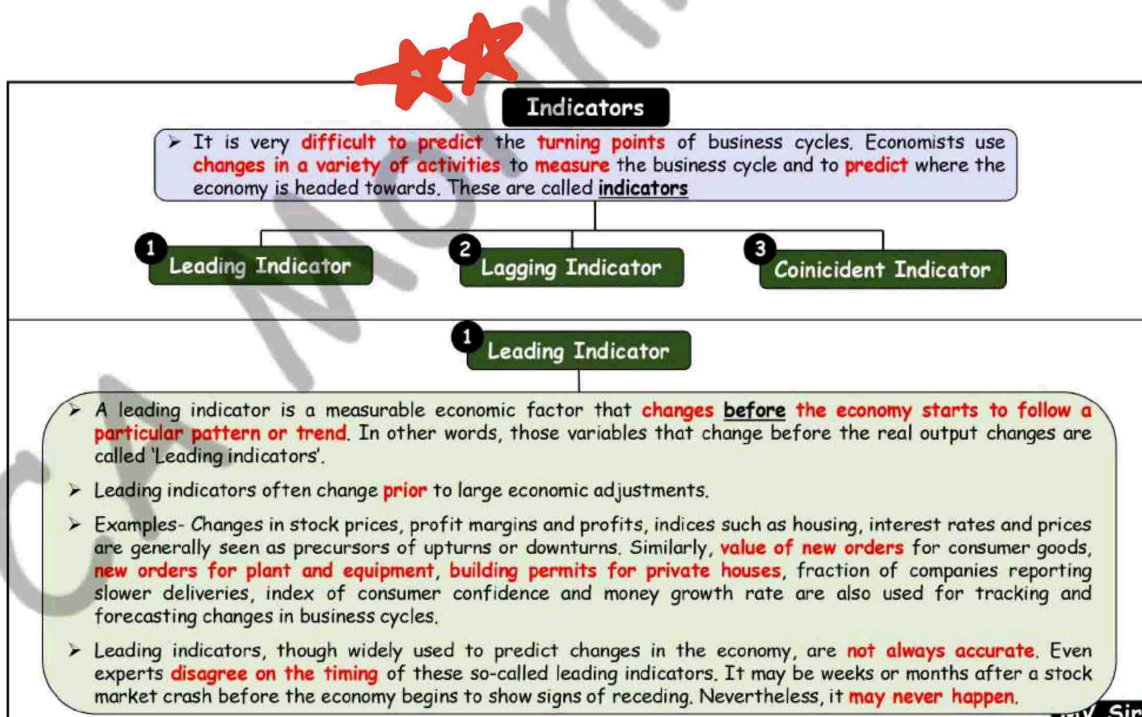 Indicators
➢ It is very difficult to predict the turning points of business cycles. Economists use
changes in a variety of activities to measure the business cycle and to predict where the
economy is headed towards. These are called indicators
1 Leading Indicator
2 Lagging Indicator
3 Coinicident Indicator
1 Leading Indicator
➢ A leading indicator is a measurable economic factor that changes before the economy starts to follow a
particular pattern or trend. In other words, those variables that change before the real output changes are
called 'Leading indicators'.
➢ Leading indicators often change prior to large economic adjustments.
➢ Examples- Changes in stock prices, profit margins and profits, indices such as housing, interest rates and prices
are generally seen as precursors of upturns or downturns. Similarly, value of new orders for consumer goods,
new orders for plant and equipment, building permits for private houses, fraction of companies reporting
slower deliveries, index of consumer confidence and money growth rate are also used for tracking and
forecasting changes in business cycles.
➢ Leading indicators, though widely used to predict changes in the economy, are not always accurate. Even
experts disagree on the timing of these so-called leading indicators. It may be weeks or months after a stock
market crash before the economy begins to show signs of receding. Nevertheless, it may never happen.
CA